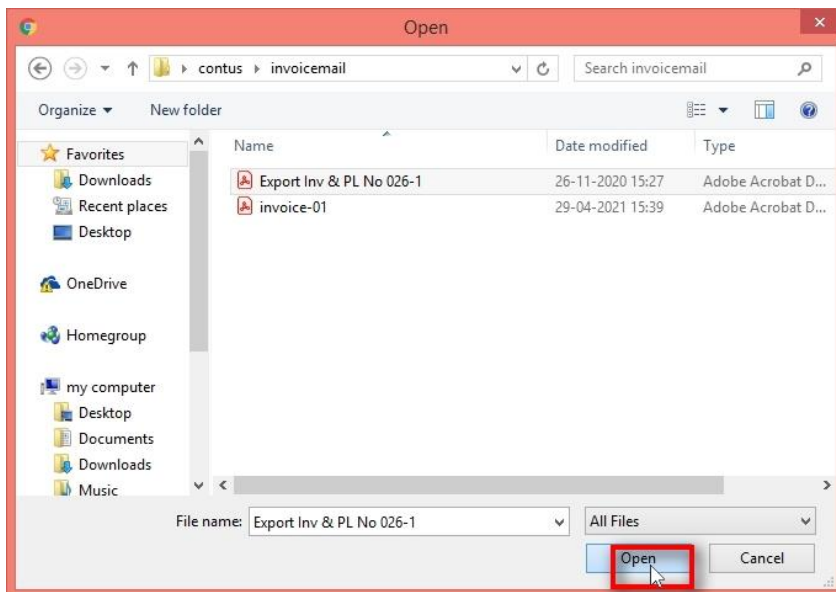 Open
contus invoicemail Search invoicemail
Organize New folder
Name Date modified Type
Favorites
Downloads
Recent places
Desktop
OneDrive
Homegroup
my computer
Desktop
Documents
Downloads
Music
Export Inv & PL No 026-1 26-11-2020 15:27 Adobe Acrobat D...
invoice-01 29-04-2021 15:39 Adobe Acrobat D...
File name: Export Inv & PL No 026-1 All Files
Open Cancel